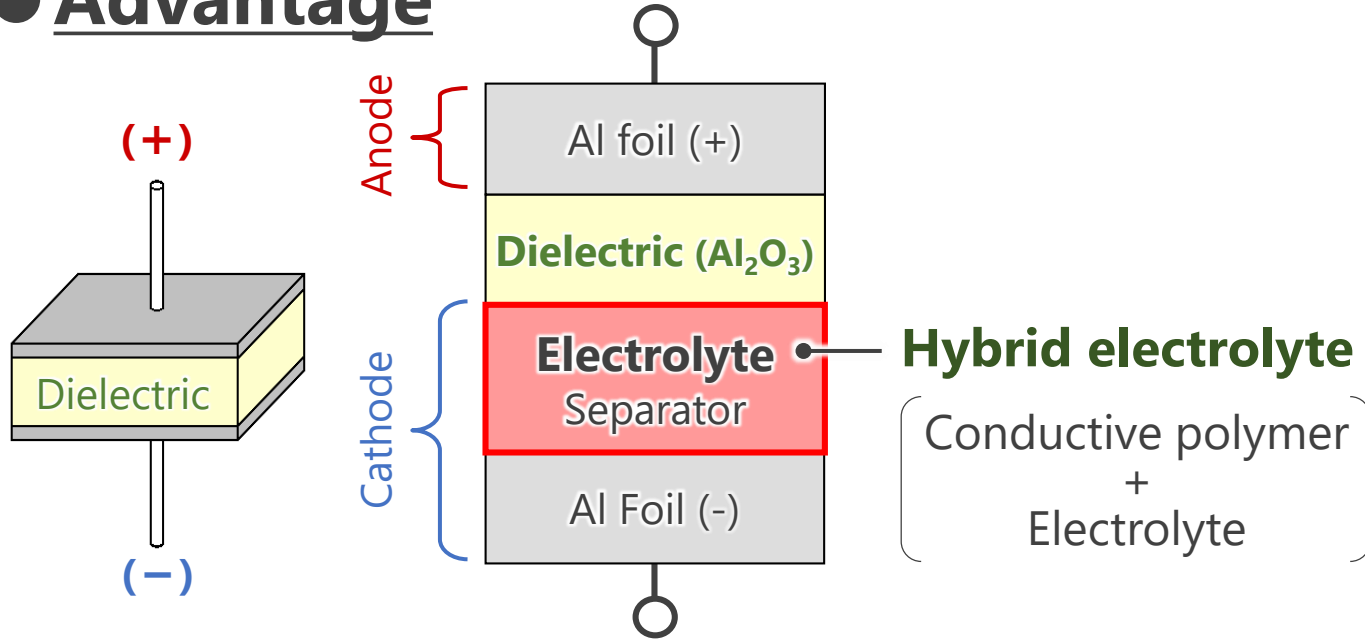 Advantage
(+)
Dielectric
(−)
Anode
Al foil (+)
Dielectric (Al₂O₃)
Cathode
Electrolyte
Separator
Al Foil (-)
Hybrid electrolyte
Conductive polymer
+
Electrolyte